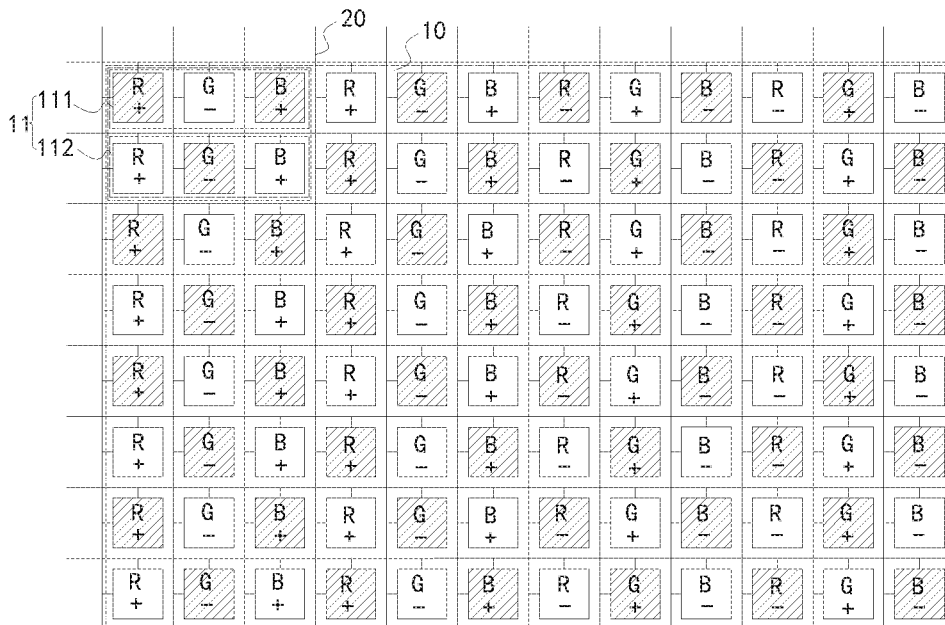 20 10
R G B R G B R G B R G B
11 111 + − + + − + − + − − + −
112 R G B R G B R G B R G B
+ − + + − + − + − − + −
R G B R G B R G B R G B
+ − + + − + − + − − + −
R G B R G B R G B R G B
+ − + + − + − + − − + −
R G B R G B R G B R G B
+ − + + − + − + − − + −
R G B R G B R G B R G B
+ − + + − + − + − − + −
R G B R G B R G B R G B
+ − + + − + − + − − + −
R G B R G B R G B R G B
+ − + + − + − + − − + −